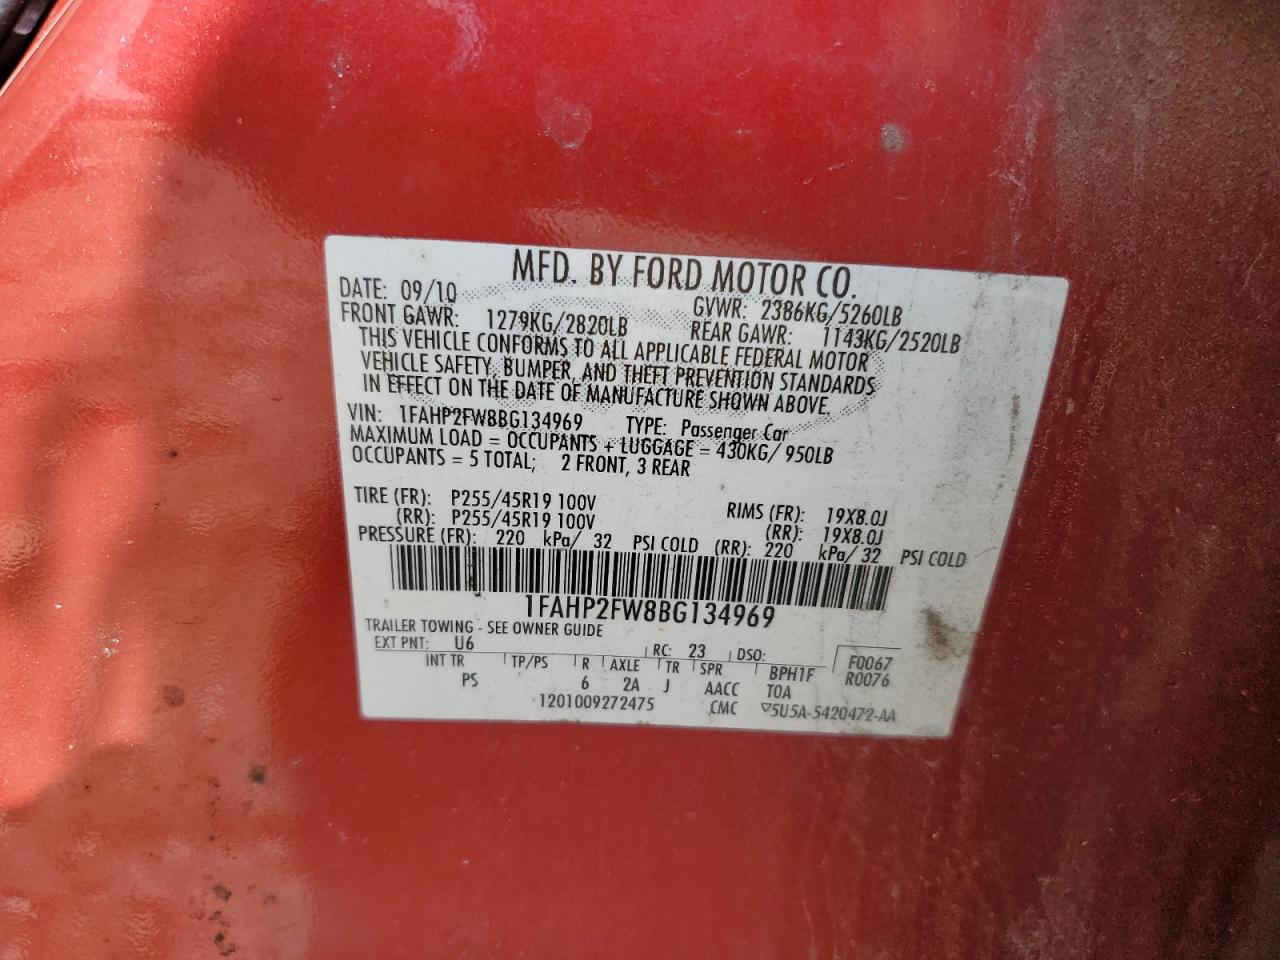 MFD. BY FORD MOTOR CO.
DATE: 09/10 GVWR: 2386KG/5260LB
FRONT GAWR: 1279KG/2820LB REAR GAWR: 1143KG/2520LB
THIS VEHICLE CONFORMS TO ALL APPLICABLE FEDERAL MOTOR
VEHICLE SAFETY, BUMPER, AND THEFT PREVENTION STANDARDS
IN EFFECT ON THE DATE OF MANUFACTURE SHOWN ABOVE.
VIN: 1FAHP2FW8BG134969 TYPE: Passenger Car
MAXIMUM LOAD = OCCUPANTS + LUGGAGE = 430KG/ 950LB
OCCUPANTS = 5 TOTAL; 2 FRONT, 3 REAR
TIRE (FR): P255/45R19 100V RIMS (FR): 19X8.0J
(RR): P255/45R19 100V (RR): 19X8.0J
PRESSURE (FR): 220 kPa/ 32 PSI COLD (RR): 220 kPa/ 32 PSI COLD
1FAHP2FW8BG134969
TRAILER TOWING - SEE OWNER GUIDE
EXT PNT: U6 RC: 23 DSO: F0067
INT TR TP/PS R AXLE TR SPR BPH1F R0076
PS 6 2A J AACC TOA
1201009272475 CMC ▽5U5A-5420472-AA